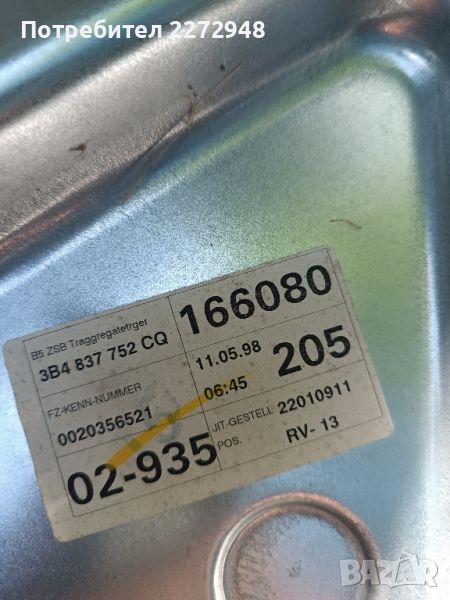 Потребител 2272948
B5 ZSB Traggregatetrger
3B4 837 752 CQ
166080
FZ-KENN-NUMMER
0020356521
11.05.98
06:45
205
02-935
JIT.-GESTELL 22010911
POS. RV- 13
BAZAR